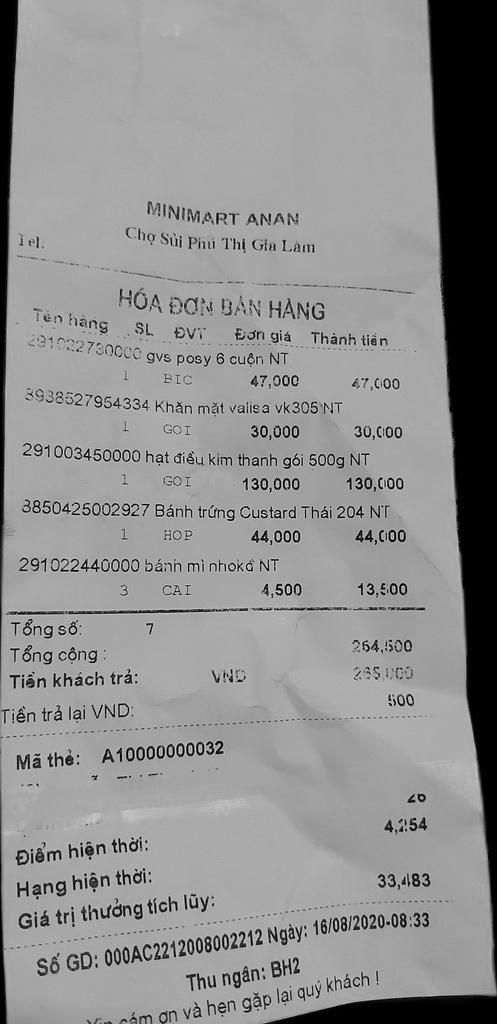 MINIMART ANAN
Chợ Sủi Phú Thị Gia Lâm
Tel:
HÓA ĐƠN BÁN HÀNG
Tên hàng SL ĐVT Đơn giá Thành tiền
291022730000 gvs posy 6 cuộn NT
1 BIC 47,000 47,000
3938527954334 Khăn mặt valisa vk305 NT
1 GOI 30,000 30,000
291003450000 hạt điều kim thanh gói 500g NT
1 GOI 130,000 130,000
3850425002927 Bánh trứng Custard Thái 204 NT
1 HOP 44,000 44,000
291022440000 bánh mì nhokd NT
3 CAI 4,500 13,500
Tổng số: 7
Tổng cộng : 264,500
Tiền khách trả: VND 265,000
Tiền trả lại VND: 500
Mã thẻ: A10000000032
26
Điểm hiện thời: 4,254
Hạng hiện thời:
Giá trị thưởng tích lũy: 33,483
Số GD: 000AC2212008002212 Ngày: 16/08/2020-08:33
Thu ngân: BH2
Xin cám ơn và hẹn gặp lại quý khách !